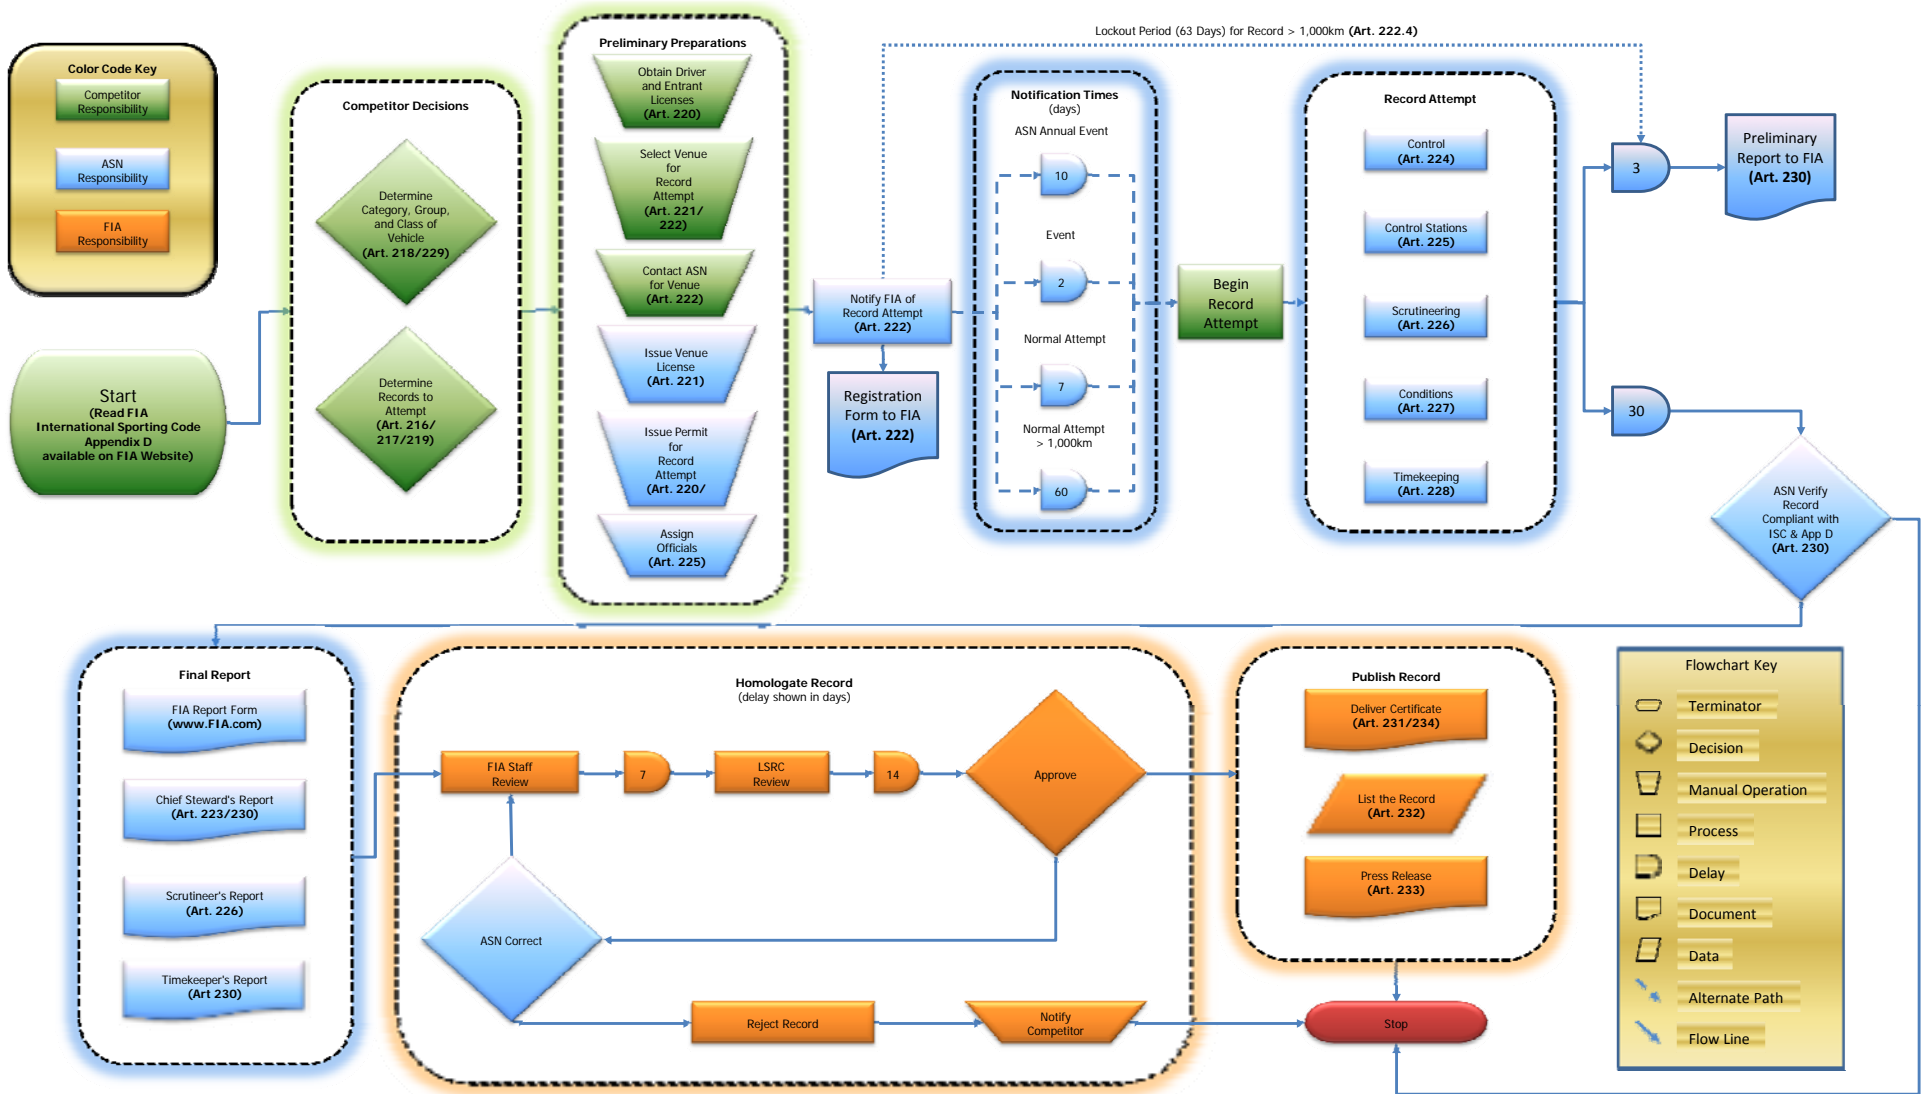 Lockout Period (63 Days) for Record > 1,000km (Art. 222.4)
Color Code Key
Competitor
Responsibility
ASN
Responsibility
FIA
Responsibility
Start
(Read FIA
International Sporting Code
Appendix D
available on FIA Website)
Competitor Decisions
Determine
Category, Group,
and Class of
Vehicle
(Art. 218/229)
Determine
Records to
Attempt
(Art. 216/
217/219)
Preliminary Preparations
Obtain Driver
and Entrant
Licenses
(Art. 220)
Select Venue
for
Record
Attempt
(Art. 221/
222)
Contact ASN
for Venue
(Art. 222)
Issue Venue
License
(Art. 221)
Issue Permit
for
Record
Attempt
(Art. 220/
Assign
Officials
(Art. 225)
Notify FIA of
Record Attempt
(Art. 222)
Registration
Form to FIA
(Art. 222)
Notification Times
(days)
ASN Annual Event
10
Event
2
Normal Attempt
7
Normal Attempt
> 1,000km
60
Begin
Record
Attempt
Record Attempt
Control
(Art. 224)
Control Stations
(Art. 225)
Scrutineering
(Art. 226)
Conditions
(Art. 227)
Timekeeping
(Art. 228)
3
Preliminary
Report to FIA
(Art. 230)
30
ASN Verify
Record
Compliant with
ISC & App D
(Art. 230)
Final Report
FIA Report Form
(www.FIA.com)
Chief Steward's Report
(Art. 223/230)
Scrutineer's Report
(Art. 226)
Timekeeper's Report
(Art 230)
Homologate Record
(delay shown in days)
FIA Staff
Review
7
LSRC
Review
14
Approve
ASN Correct
Reject Record
Notify
Competitor
Publish Record
Deliver Certificate
(Art. 231/234)
List the Record
(Art. 232)
Press Release
(Art. 233)
Stop
Flowchart Key
Terminator
Decision
Manual Operation
Process
Delay
Document
Data
Alternate Path
Flow Line